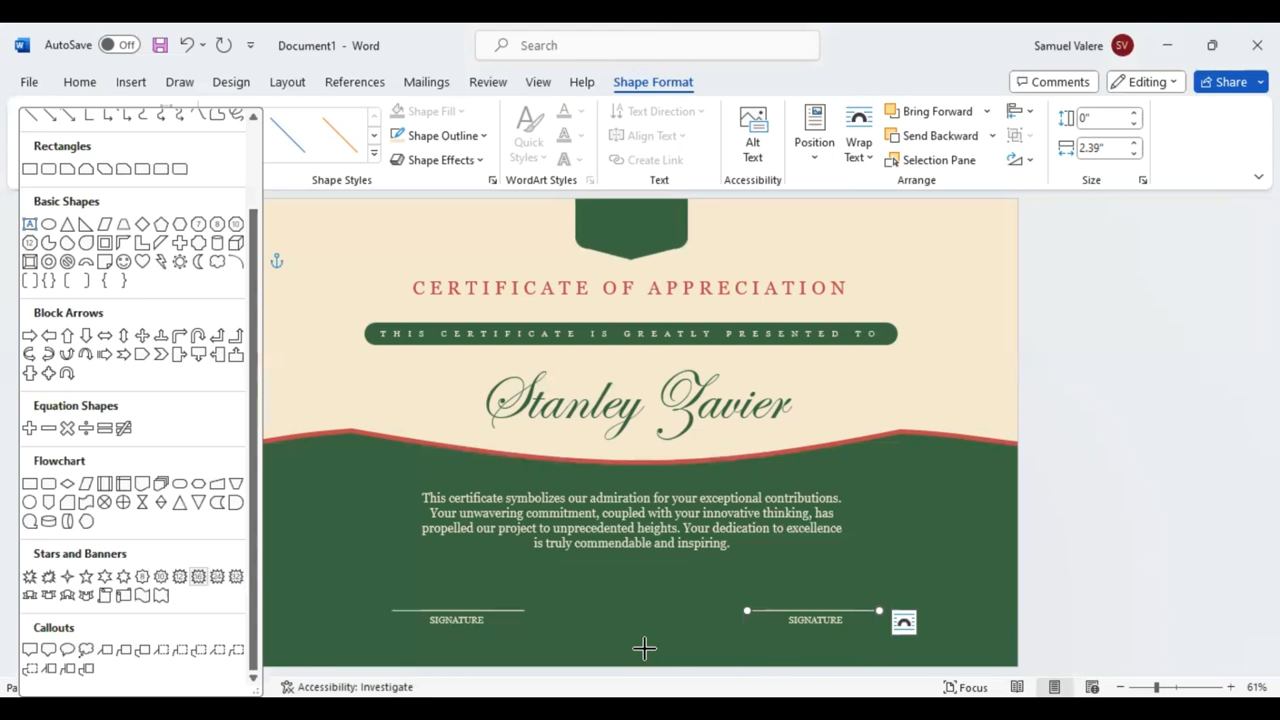 AutoSave Off Document1 - Word Search Samuel Valere SV
File Home Insert Draw Design Layout References Mailings Review View Help Shape Format Comments Editing Share
Shape Fill
Shape Outline
Shape Effects
Shape Styles
Quick Styles
WordArt Styles
Text Direction
Align Text
Create Link
Text
Alt Text
Accessibility
Position
Wrap Text
Bring Forward
Send Backward
Selection Pane
Arrange
0"
2.39"
Size
Rectangles
Basic Shapes
Block Arrows
Equation Shapes
Flowchart
Stars and Banners
Callouts
CERTIFICATE OF APPRECIATION
THIS CERTIFICATE IS GREATLY PRESENTED TO
Stanley Zavier
This certificate symbolizes our admiration for your exceptional contributions.
Your unwavering commitment, coupled with your innovative thinking, has
propelled our project to unprecedented heights. Your dedication to excellence
is truly commendable and inspiring.
SIGNATURE SIGNATURE
Pa Accessibility: Investigate Focus 61%